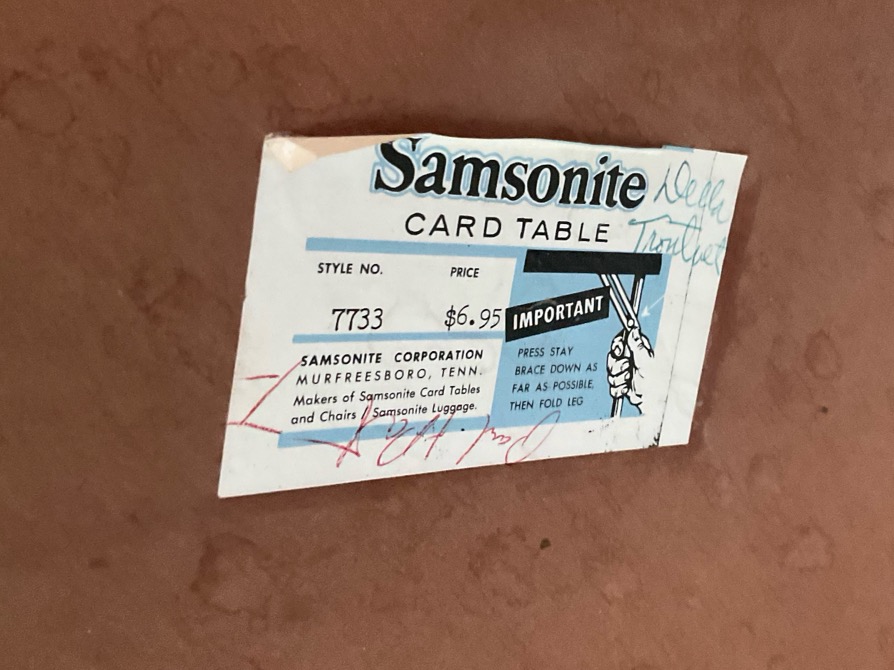 Samsonite
CARD TABLE
STYLE NO. PRICE
7733 $6.95
SAMSONITE CORPORATION
MURFREESBORO, TENN.
Makers of Samsonite Card Tables
and Chairs / Samsonite Luggage.
IMPORTANT
PRESS STAY
BRACE DOWN AS
FAR AS POSSIBLE,
THEN FOLD LEG